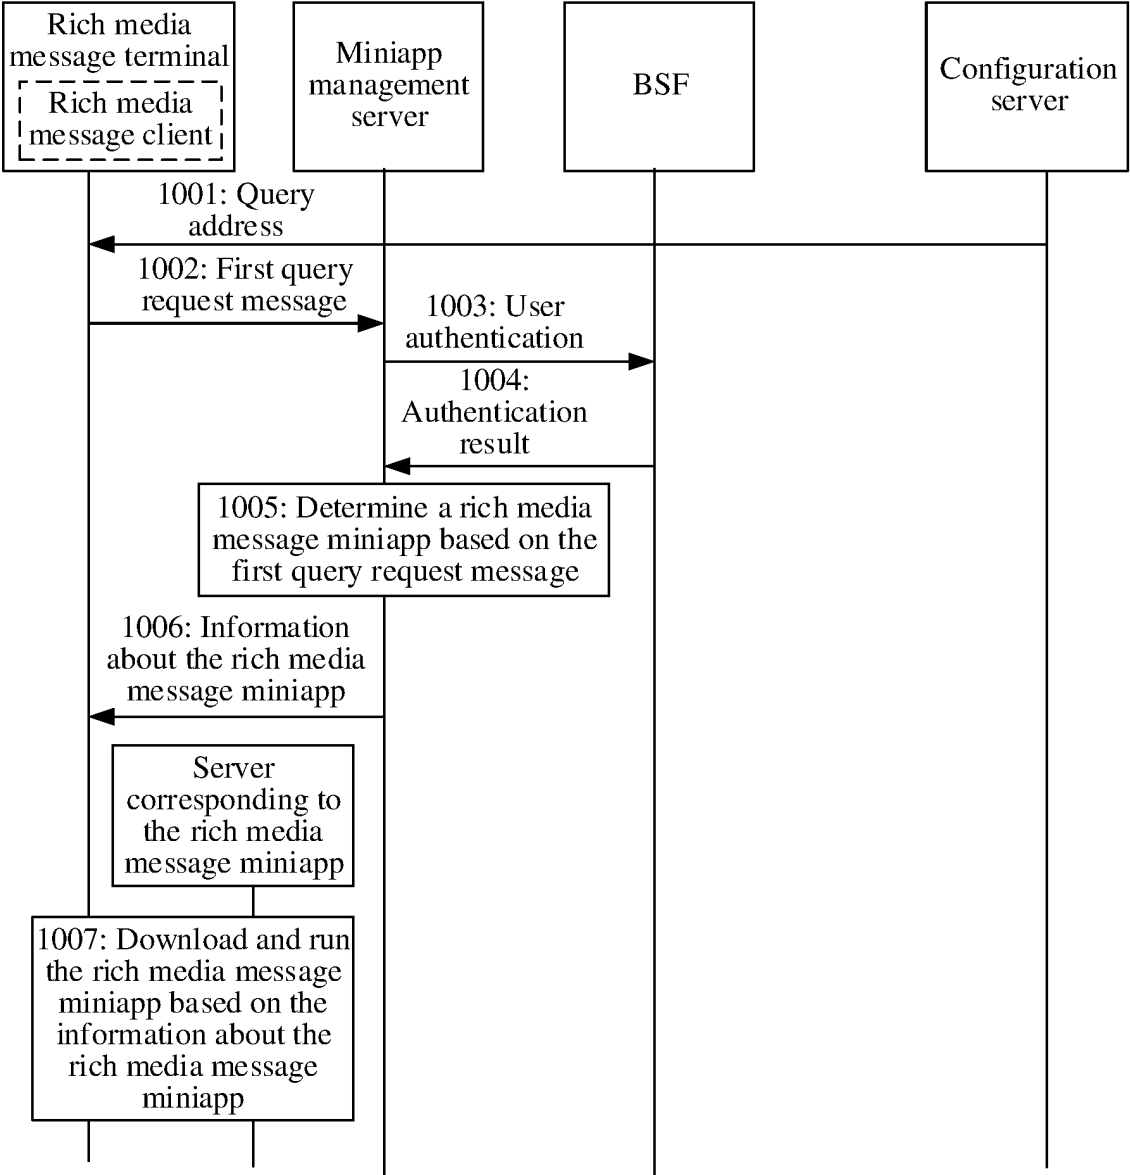 Rich media
message terminal
Rich media
message client
Miniapp
management
server
BSF
Configuration
server
1001: Query
address
1002: First query
request message
1003: User
authentication
1004:
Authentication
result
1005: Determine a rich media
message miniapp based on the
first query request message
1006: Information
about the rich media
message miniapp
Server
corresponding to
the rich media
message miniapp
1007: Download and run
the rich media message
miniapp based on the
information about the
rich media message
miniapp